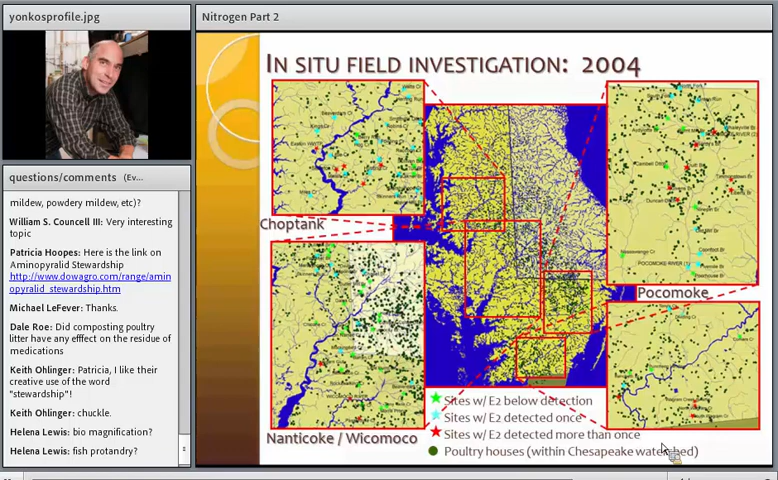 yonkosprofile.jpg
questions/comments (Ev...
mildew, powdery mildew, etc)?
William S. Councell III: Very interesting
topic
Patricia Hoopes: Here is the link on
Aminopyralid Stewardship
http://www.dowagro.com/range/amin
opyralid_stewardship.htm
Michael LeFever: Thanks.
Dale Roe: Did composting poultry
litter have any efffect on the residue of
medications
Keith Ohlinger: Patricia, I like their
creative use of the word
"stewardship"!
Keith Ohlinger: chuckle.
Helena Lewis: bio magnification?
Helena Lewis: fish protandry?
Nitrogen Part 2
IN SITU FIELD INVESTIGATION: 2004
Choptank
Pocomoke
POCOMOKE RIVER
Nanticoke / Wicomoco
Sites w/ E2 below detection
Sites w/ E2 detected once
Sites w/ E2 detected more than once
Poultry houses (within Chesapeake watershed)